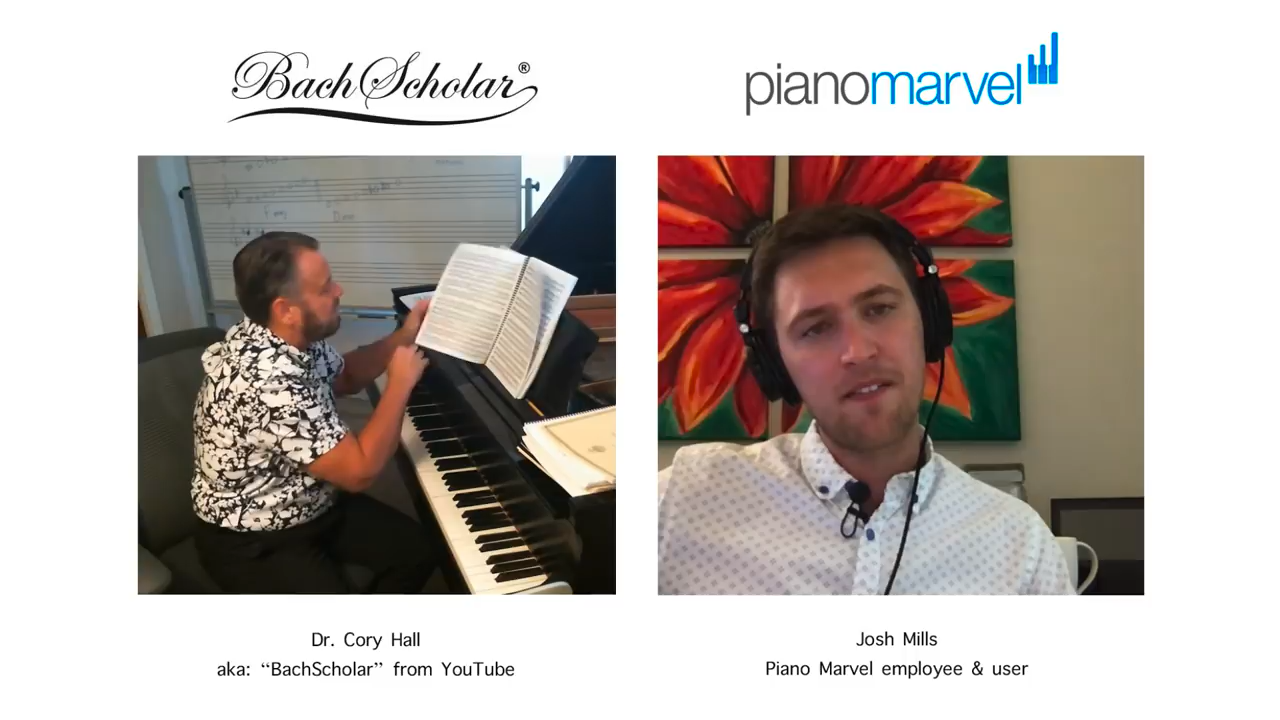 BachScholar®
pianomarvel
Dr. Cory Hall
aka: “BachScholar” from YouTube
Josh Mills
Piano Marvel employee & user